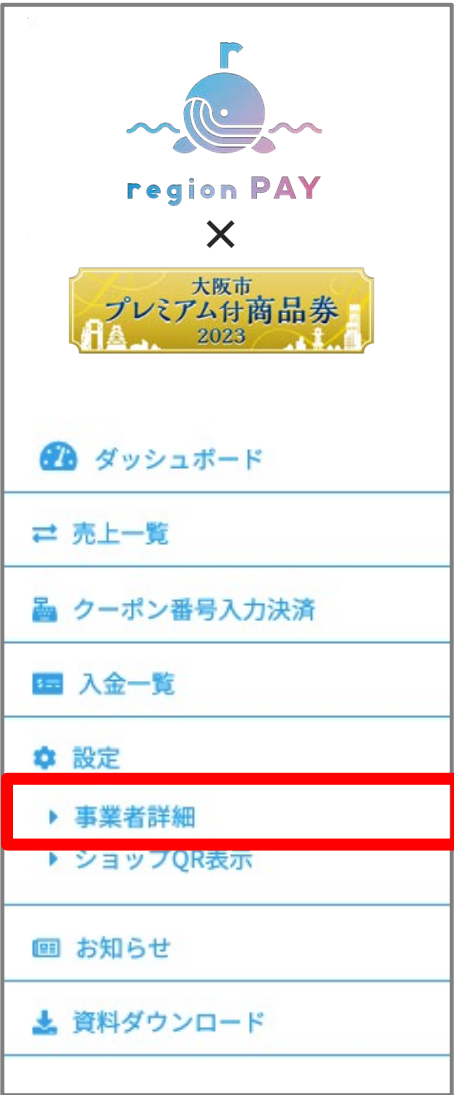 r
region PAY
×
大阪市
プレミアム付商品券
2023
ダッシュボード
売上一覧
クーポン番号入力決済
入金一覧
設定
事業者詳細
ショップQR表示
お知らせ
資料ダウンロード